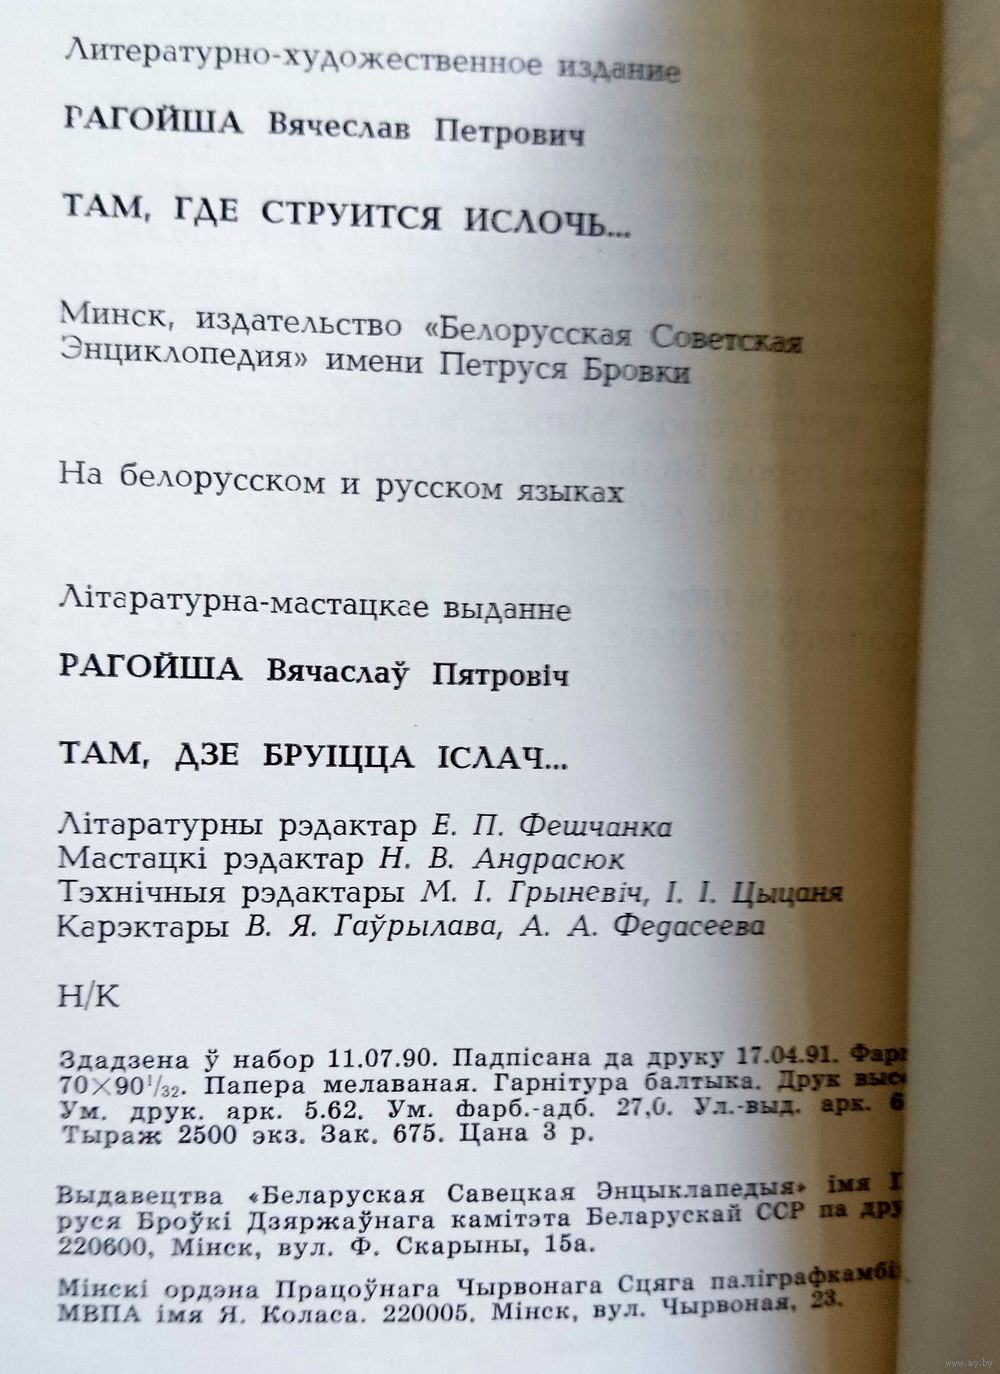 Литературно-художественное издание
РАГОЙША Вячеслав Петрович
ТАМ, ГДЕ СТРУИТСЯ ИСЛОЧЬ...
Минск, издательство «Белорусская Советская
Энциклопедия» имени Петруся Бровки
На белорусском и русском языках
Літаратурна-мастацкае выданне
РАГОЙША Вячаслаў Пятровіч
ТАМ, ДЗЕ БРУІЦЦА ІСЛАЧ...
Літаратурны рэдактар Е. П. Фешчанка
Мастацкі рэдактар Н. В. Андрасюк
Тэхнічныя рэдактары М. І. Грыневіч, І. І. Цыцаня
Карэктары В. Я. Гаўрылава, А. А. Федасеева
Н/К
Здадзена ў набор 11.07.90. Падпісана да друку 17.04.91.
70×90¹/₃₂. Папера мелаваная. Гарнітура балтыка. Друк
Ум. друк. арк. 5.62. Ум. фарб.-адб. 27,0. Ул.-выд. арк.
Тыраж 2500 экз. Зак. 675. Цана 3 р.
Выдавецтва «Беларуская Савецкая Энцыклапедыя» імя
руся Броўкі Дзяржаўнага камітэта Беларускай ССР па
220600, Мінск, вул. Ф. Скарыны, 15а.
Мінскі ордэна Працоўнага Чырвонага Сцяга
МВПА імя Я. Коласа. 220005. Мінск, вул. Чырвоная, 23.
www.ay.by